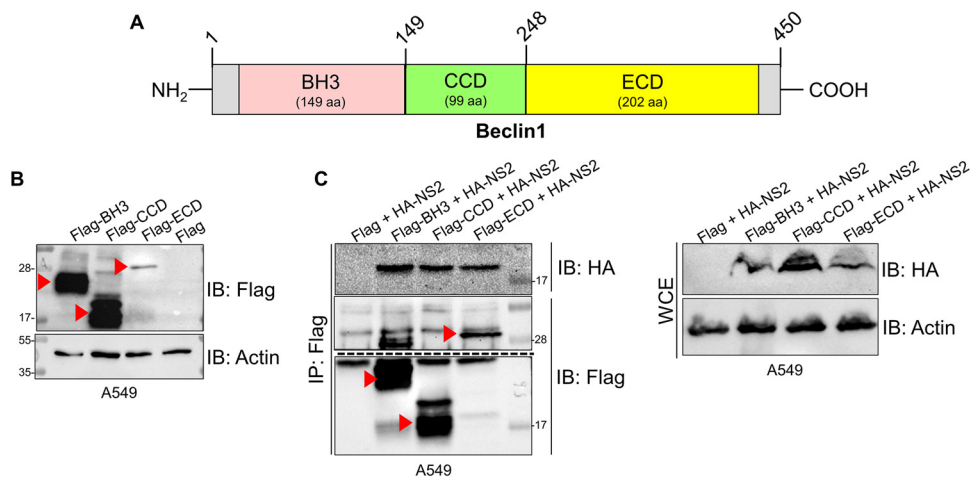 A
1
149
248
450
NH2
BH3
(149 aa)
CCD
(99 aa)
ECD
(202 aa)
COOH
Beclin1
B
Flag-BH3
Flag-CCD
Flag-ECD
Flag
28-
17-
IB: Flag
55
35-
IB: Actin
A549
C
Flag + HA-NS2
Flag-BH3 + HA-NS2
Flag-CCD + HA-NS2
Flag-ECD + HA-NS2
IP: Flag
-17
IB: HA
-28
-17
IB: Flag
A549
Flag + HA-NS2
Flag-BH3 + HA-NS2
Flag-CCD + HA-NS2
Flag-ECD + HA-NS2
WCE
IB: HA
IB: Actin
A549